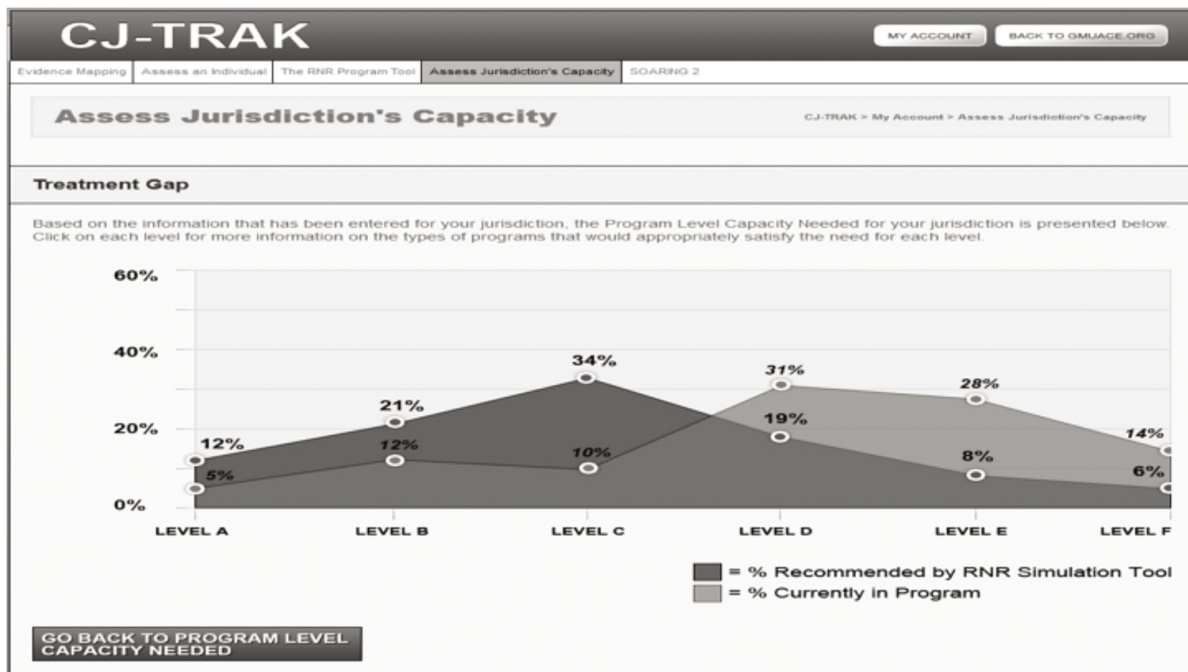 CJ-TRAK
MY ACCOUNT
BACK TO GMUACE.ORG
Evidence Mapping
Assess an Individual
The RNR Program Tool
Assess Jurisdiction's Capacity
SOARING 2
Assess Jurisdiction's Capacity
CJ-TRAK > My Account > Assess Jurisdiction's Capacity
Treatment Gap
Based on the information that has been entered for your jurisdiction, the Program Level Capacity Needed for your jurisdiction is presented below.
Click on each level for more information on the types of programs that would appropriately satisfy the need for each level.
60%
40%
20%
0%
12%
21%
34%
19%
8%
6%
5%
12%
10%
31%
28%
14%
LEVEL A
LEVEL B
LEVEL C
LEVEL D
LEVEL E
LEVEL F
= % Recommended by RNR Simulation Tool
= % Currently in Program
GO BACK TO PROGRAM LEVEL
CAPACITY NEEDED